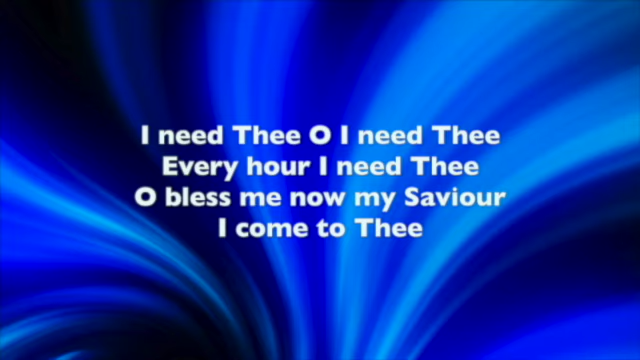 I need Thee O I need Thee
Every hour I need Thee
O bless me now my Saviour
I come to Thee